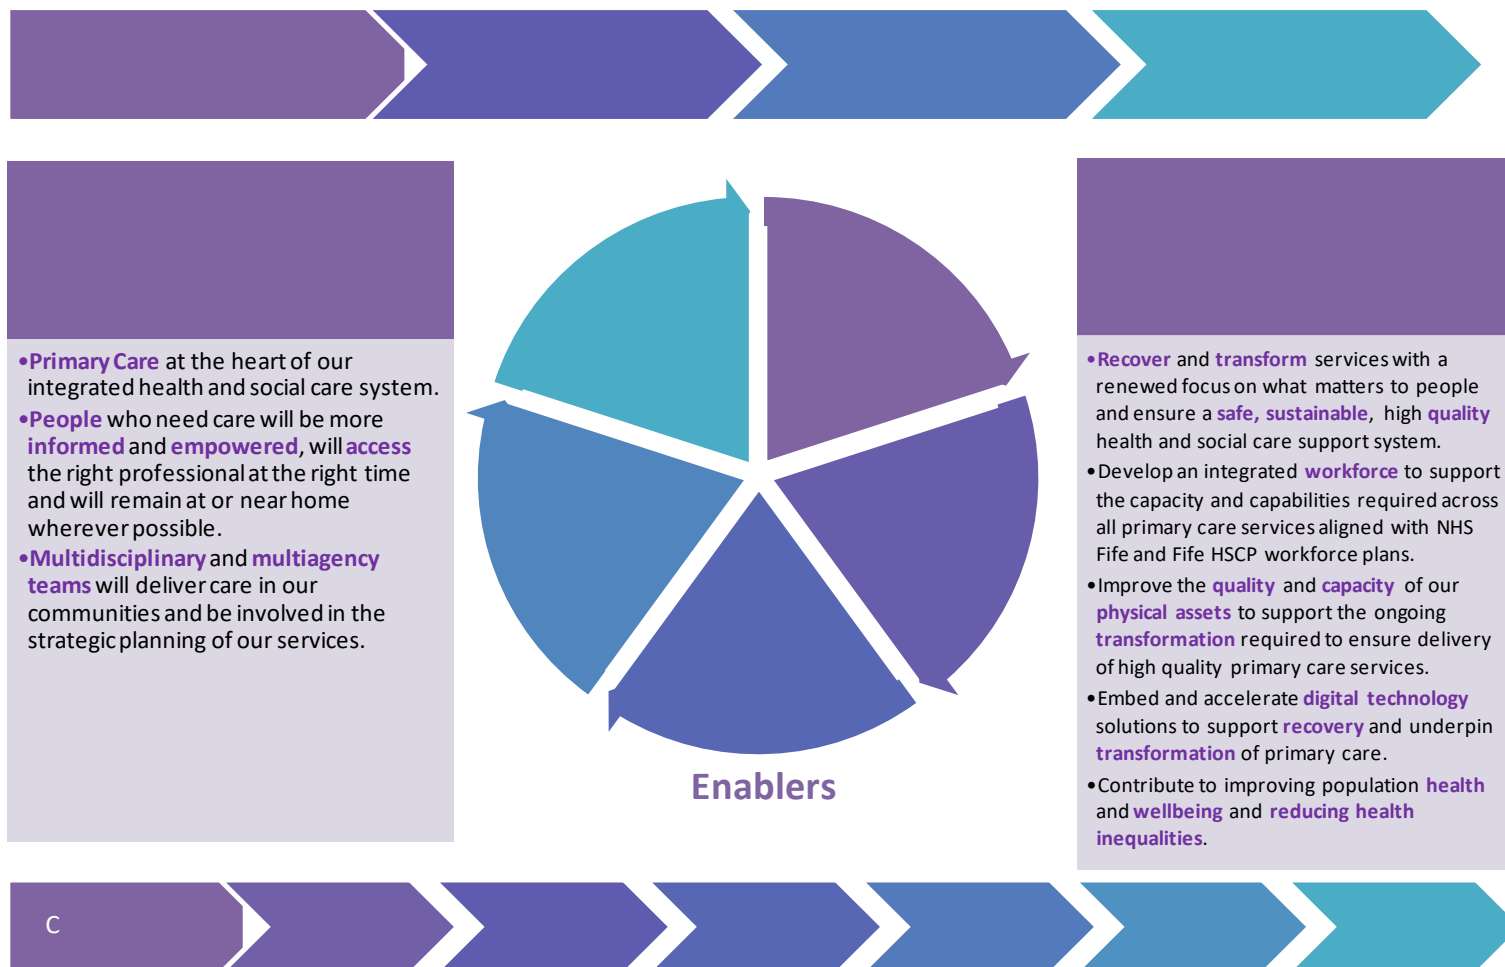 •Primary Care at the heart of our
integrated health and social care system.
•People who need care will be more
informed and empowered, will access
the right professional at the right time
and will remain at or near home
wherever possible.
•Multidisciplinary and multiagency
teams will deliver care in our
communities and be involved in the
strategic planning of our services.
Enablers
•Recover and transform services with a
renewed focus on what matters to people
and ensure a safe, sustainable, high quality
health and social care support system.
•Develop an integrated workforce to support
the capacity and capabilities required across
all primary care services aligned with NHS
Fife and Fife HSCP workforce plans.
•Improve the quality and capacity of our
physical assets to support the ongoing
transformation required to ensure delivery
of high quality primary care services.
•Embed and accelerate digital technology
solutions to support recovery and underpin
transformation of primary care.
•Contribute to improving population health
and wellbeing and reducing health
inequalities.
C